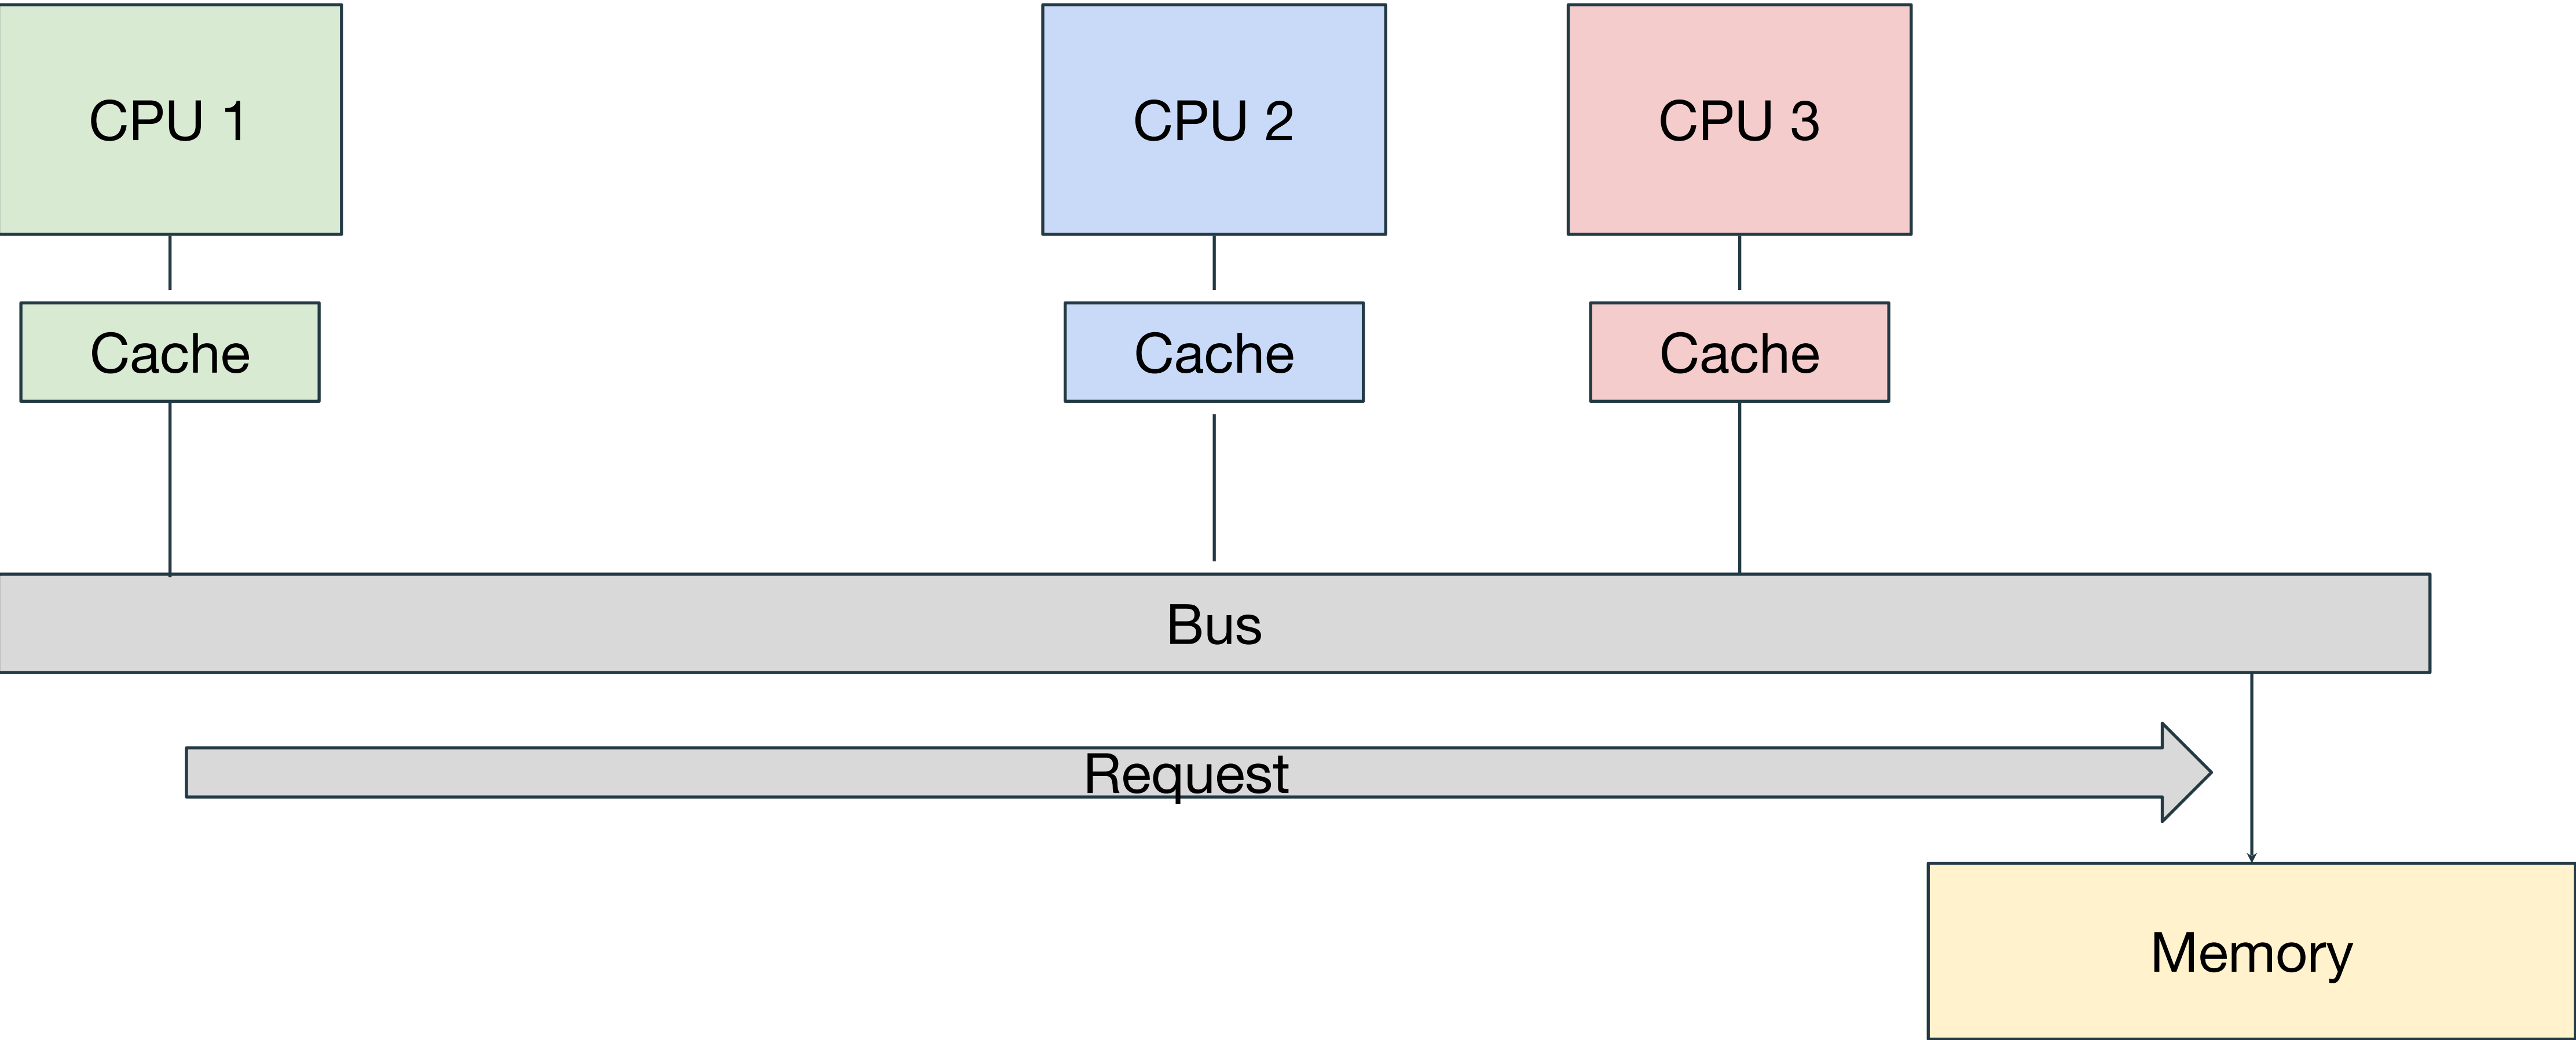 CPU 1
CPU 2
CPU 3
Cache
Cache
Cache
Bus
Request
Memory